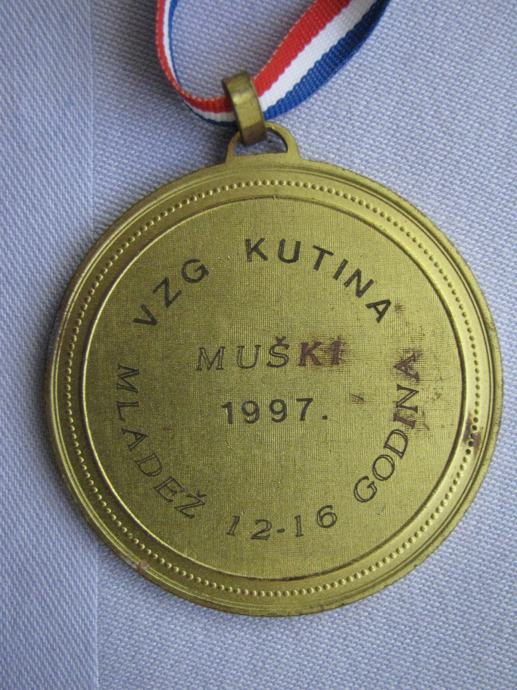 VZG KUTINA
MUŠKI
1997.
MLADEŽ 12-16 GODINA